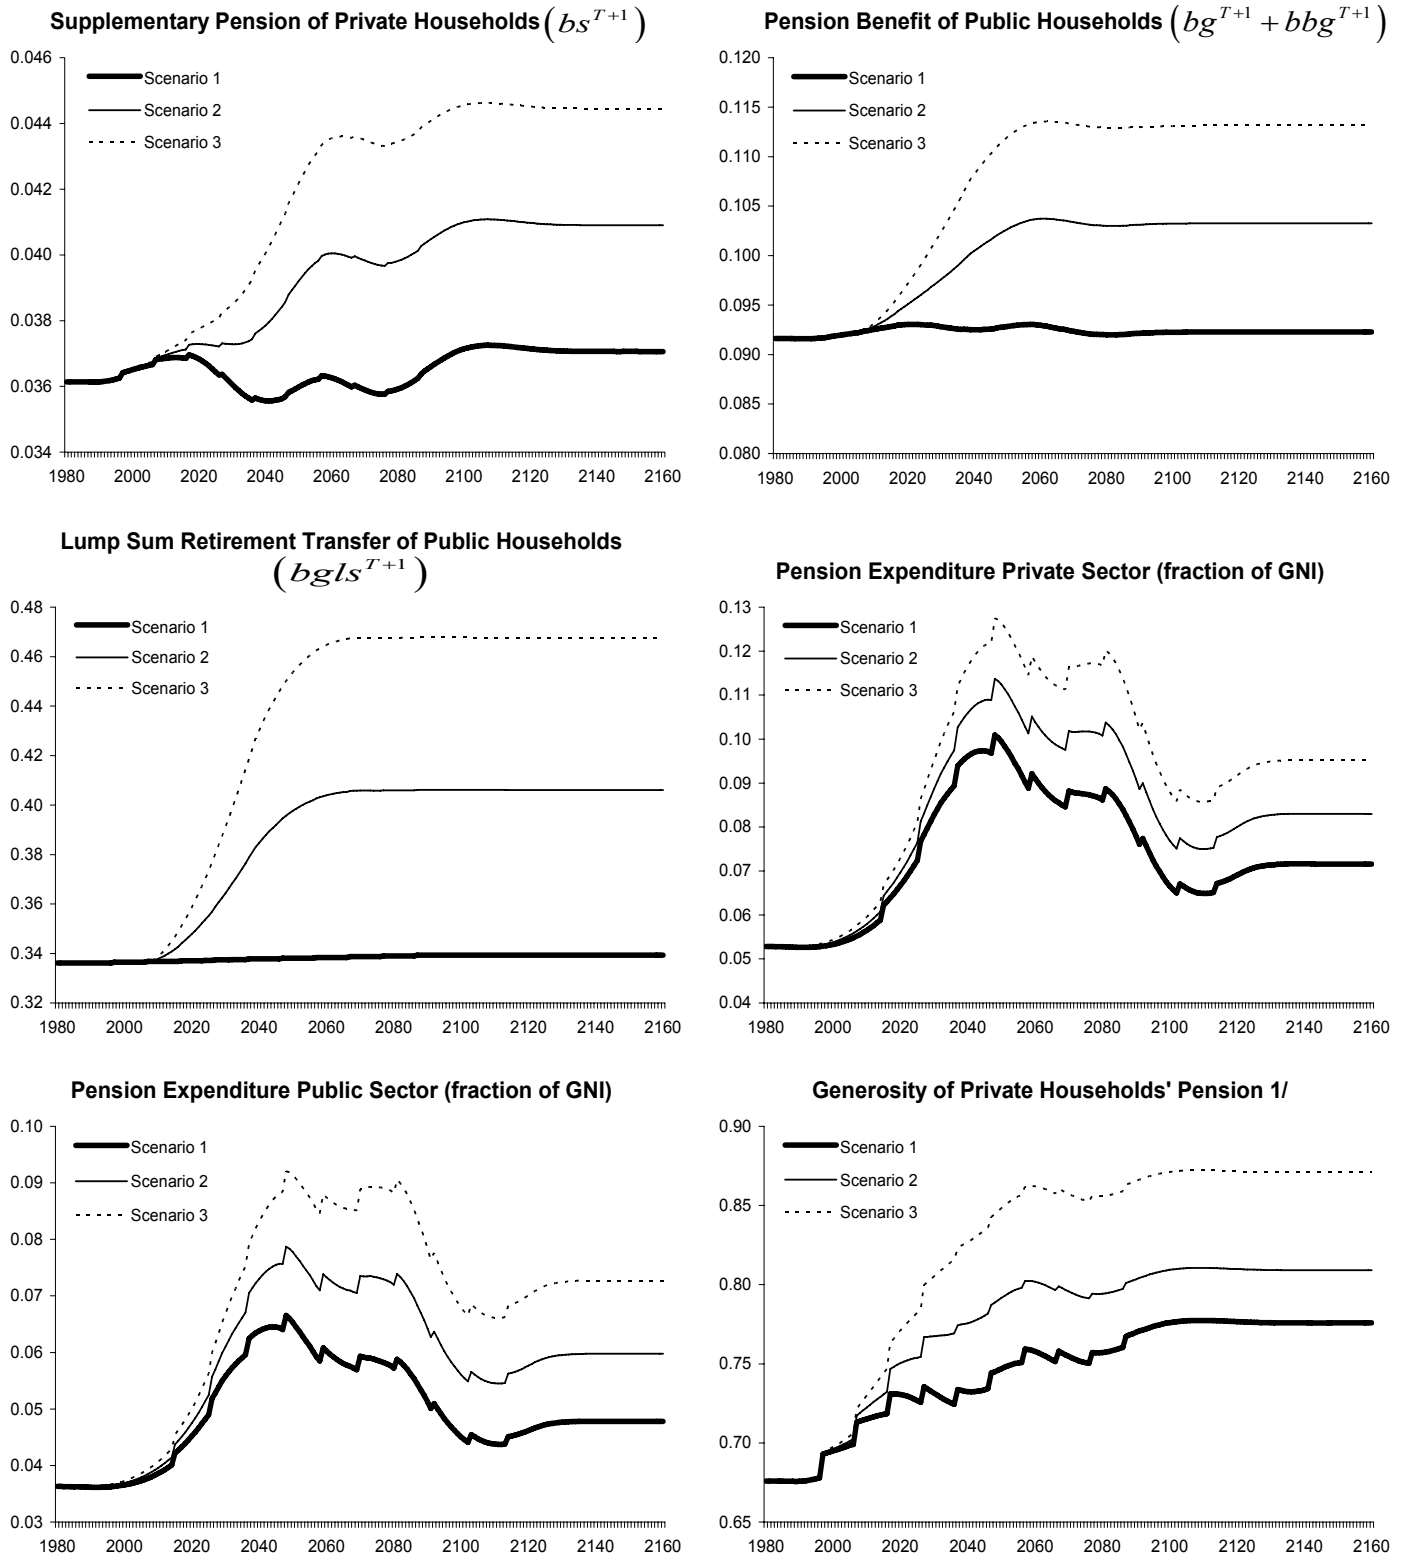 Supplementary Pension of Private Households (bs^{T+1})
0.046
0.044
0.042
0.040
0.038
0.036
0.034
Scenario 1
Scenario 2
Scenario 3
1980 2000 2020 2040 2060 2080 2100 2120 2140 2160
Pension Benefit of Public Households (bg^{T+1} + bbg^{T+1})
0.120
0.115
0.110
0.105
0.100
0.095
0.090
0.085
0.080
Scenario 1
Scenario 2
Scenario 3
1980 2000 2020 2040 2060 2080 2100 2120 2140 2160
Lump Sum Retirement Transfer of Public Households
(bgls^{T+1})
0.48
0.46
0.44
0.42
0.40
0.38
0.36
0.34
0.32
Scenario 1
Scenario 2
Scenario 3
1980 2000 2020 2040 2060 2080 2100 2120 2140 2160
Pension Expenditure Private Sector (fraction of GNI)
0.13
0.12
0.11
0.10
0.09
0.08
0.07
0.06
0.05
0.04
Scenario 1
Scenario 2
Scenario 3
1980 2000 2020 2040 2060 2080 2100 2120 2140 2160
Pension Expenditure Public Sector (fraction of GNI)
0.10
0.09
0.08
0.07
0.06
0.05
0.04
0.03
Scenario 1
Scenario 2
Scenario 3
1980 2000 2020 2040 2060 2080 2100 2120 2140 2160
Generosity of Private Households' Pension 1/
0.90
0.85
0.80
0.75
0.70
0.65
Scenario 1
Scenario 2
Scenario 3
1980 2000 2020 2040 2060 2080 2100 2120 2140 2160